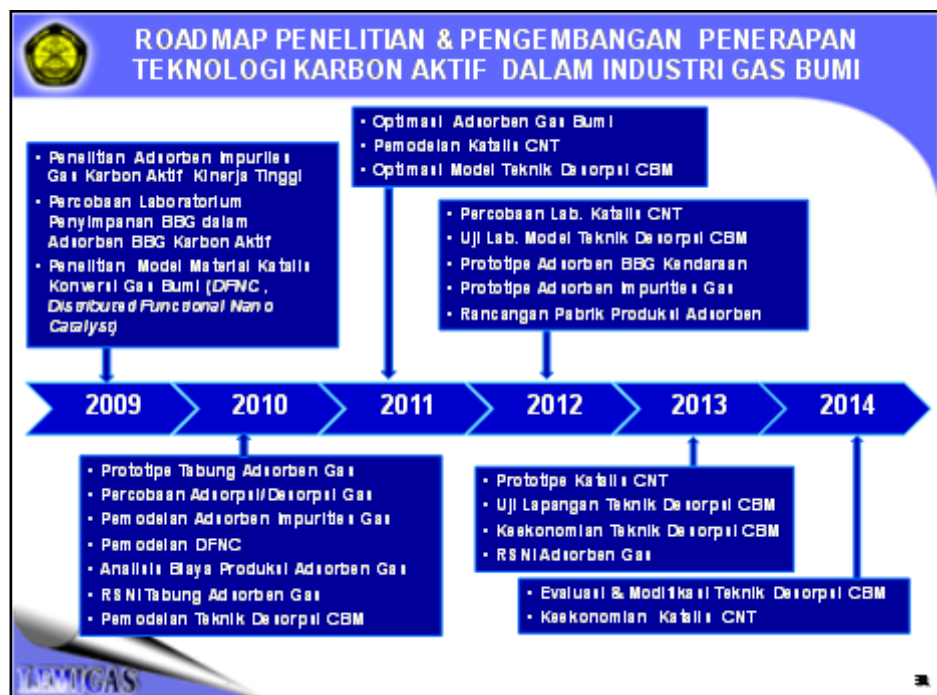 ROADMAP PENELITIAN & PENGEMBANGAN PENERAPAN
TEKNOLOGI KARBON AKTIF DALAM INDUSTRI GAS BUMI
• Penelitian Adsorben Impurities
Gas Karbon Aktif Kinerja Tinggi
• Percobaan Laboratorium
Penyimpanan BBG dalam
Adsorben BBG Karbon Aktif
• Penelitian Model Material Katalis
Konversi Gas Bumi (DFNC,
Distributed Functional Nano
Catalyst)
• Optimasi Adsorben Gas Bumi
• Pemodelan Katalis CNT
• Optimasi Model Teknik Desorpsi CBM
• Percobaan Lab. Katalis CNT
• Uji Lab. Model Teknik Desorpsi CBM
• Prototipe Adsorben BBG Kendaraan
• Prototipe Adsorben Impurities Gas
• Rancangan Pabrik Produksi Adsorben
2009 2010 2011 2012 2013 2014
• Prototipe Tabung Adsorben Gas
• Percobaan Adsorpsi/Desorpsi Gas
• Pemodelan Adsorben Impurities Gas
• Pemodelan DFNC
• Analisis Biaya Produksi Adsorben Gas
• RSNI Tabung Adsorben Gas
• Pemodelan Teknik Desorpsi CBM
• Prototipe Katalis CNT
• Uji Lapangan Teknik Desorpsi CBM
• Keekonomian Teknik Desorpsi CBM
• RSNI Adsorben Gas
• Evaluasi & Modifikasi Teknik Desorpsi CBM
• Keekonomian Katalis CNT
LEMIGAS